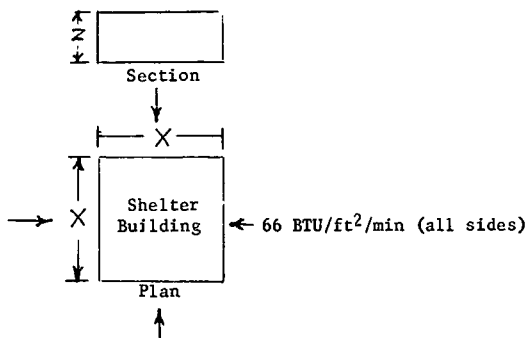 N
Section
X
X
Shelter
Building
66 BTU/ft²/min (all sides)
Plan